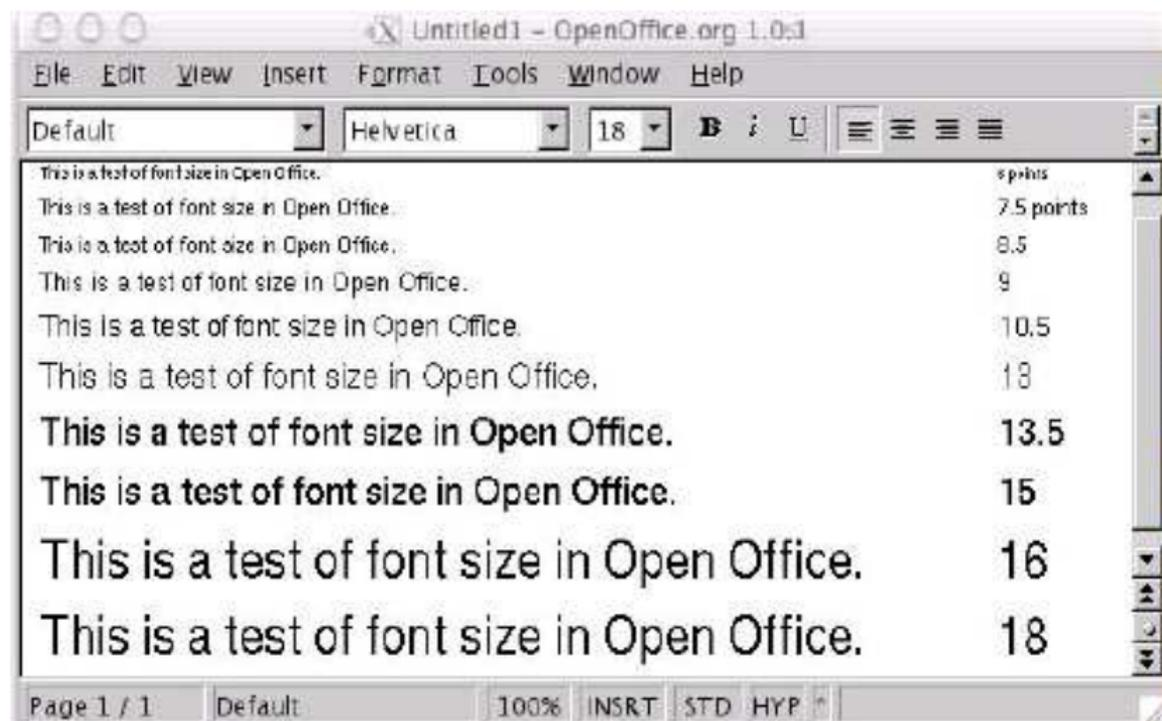 Untitled1 – OpenOffice.org 1.0.1
File Edit View Insert Format Tools Window Help
Default Helvetica 18 B i U
This is a test of font size in Open Office. 6 points
This is a test of font size in Open Office. 7.5 points
This is a test of font size in Open Office. 8.5
This is a test of font size in Open Office. 9
This is a test of font size in Open Office. 10.5
This is a test of font size in Open Office. 13
This is a test of font size in Open Office. 13.5
This is a test of font size in Open Office. 15
This is a test of font size in Open Office. 16
This is a test of font size in Open Office. 18
Page 1 / 1 Default 100% INSRT STD HYP *